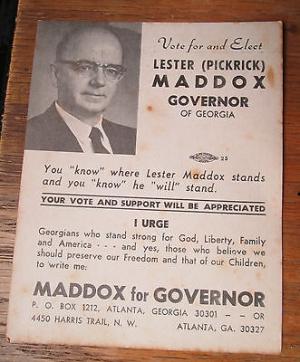 Vote for and Elect
LESTER (PICKRICK)
MADDOX
GOVERNOR
OF GEORGIA
25
You "know" where Lester Maddox stands
and you "know" he "will" stand.
YOUR VOTE AND SUPPORT WILL BE APPRECIATED
I URGE
Georgians who stand strong for God, Liberty, Family
and America - - - and yes, those who believe we
should preserve our Freedom and that of our Children,
to write me:
MADDOX for GOVERNOR
P. O. BOX 1212, ATLANTA, GEORGIA 30301 – – OR
4450 HARRIS TRAIL, N. W. ATLANTA, GA. 30327